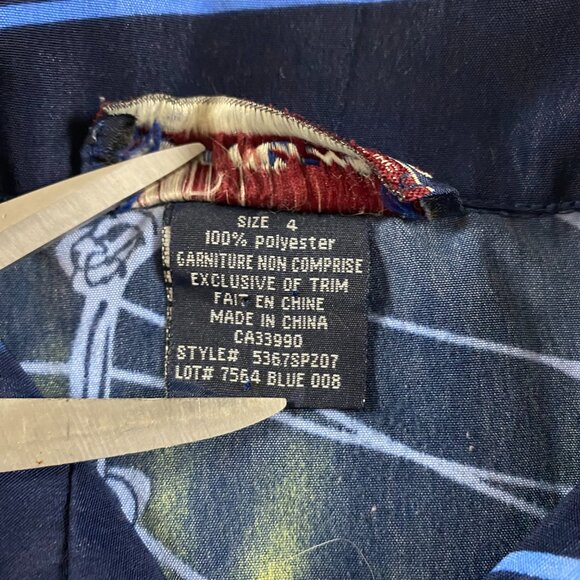 SIZE 4
100% polyester
GARNITURE NON COMPRISE
EXCLUSIVE OF TRIM
FAIT EN CHINE
MADE IN CHINA
CA33990
STYLE# 5367SP207
LOT# 7564 BLUE 008